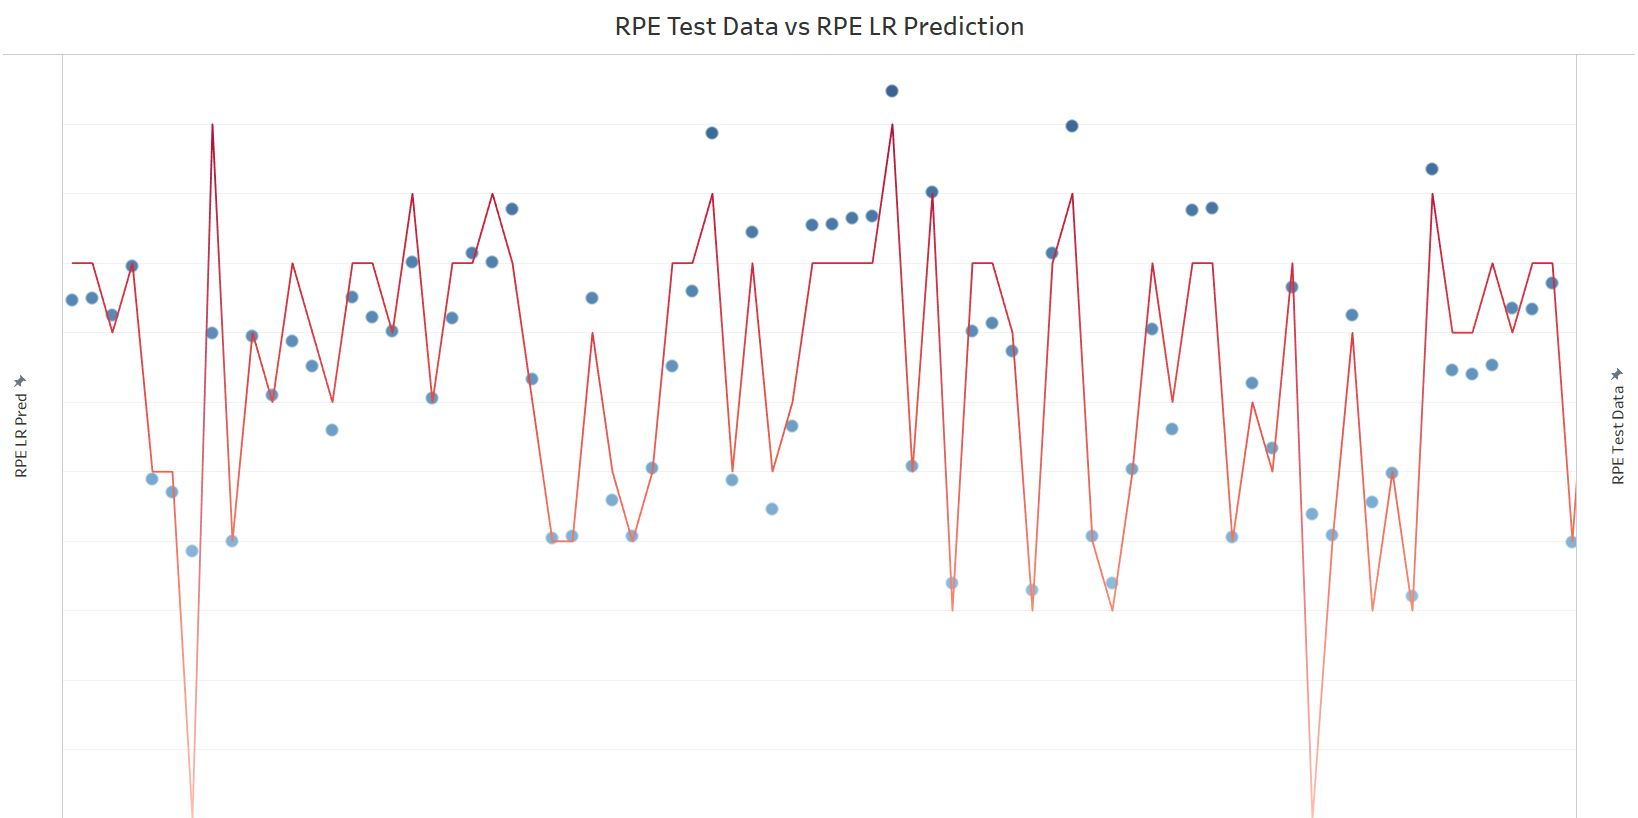 RPE Test Data vs RPE LR Prediction
RPE LR Pred
RPE Test Data